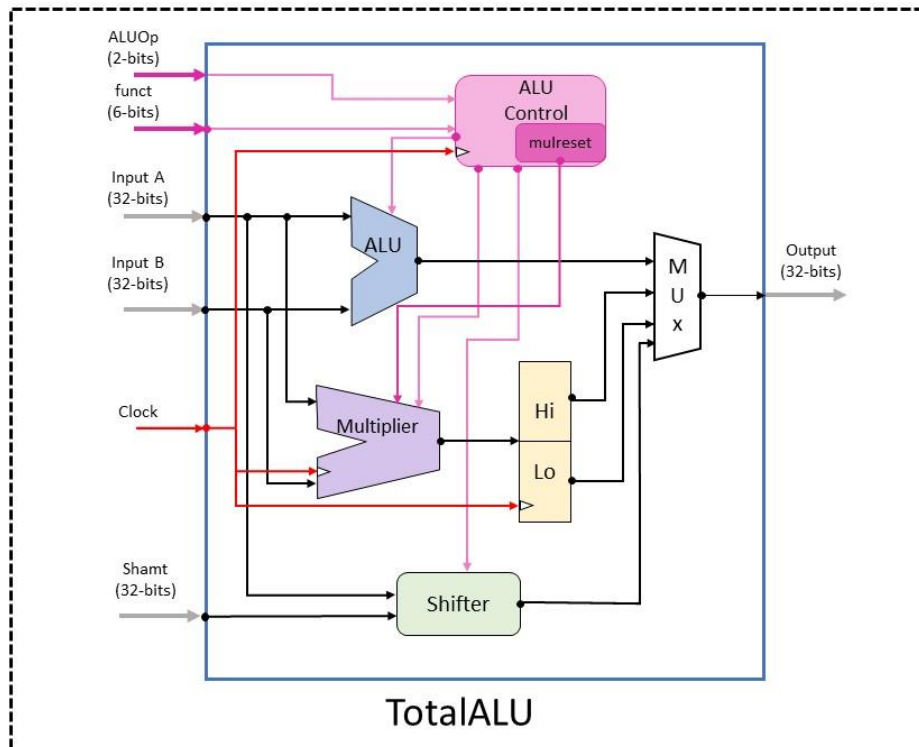 ALUOp
(2-bits)
funct
(6-bits)
ALU
Control
mulreset
Input A
(32-bits)
ALU
Input B
(32-bits)
M
U
x
Output
(32-bits)
Clock
Multiplier
Hi
Lo
Shamt
(32-bits)
Shifter
TotalALU